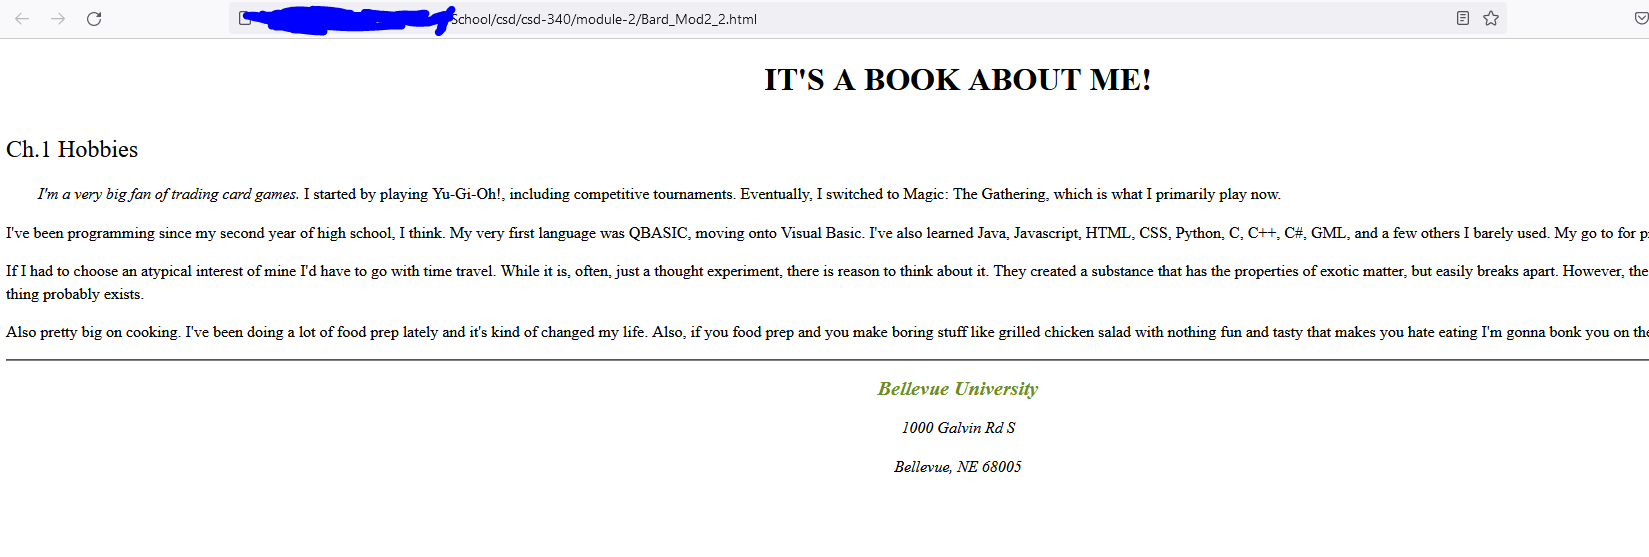 School/csd/csd-340/module-2/Bard_Mod2_2.html
IT'S A BOOK ABOUT ME!
Ch.1 Hobbies
I'm a very big fan of trading card games. I started by playing Yu-Gi-Oh!, including competitive tournaments. Eventually, I switched to Magic: The Gathering, which is what I primarily play now.
I've been programming since my second year of high school, I think. My very first language was QBASIC, moving onto Visual Basic. I've also learned Java, Javascript, HTML, CSS, Python, C, C++, C#, GML, and a few others I barely used. My go to for
If I had to choose an atypical interest of mine I'd have to go with time travel. While it is, often, just a thought experiment, there is reason to think about it. They created a substance that has the properties of exotic matter, but easily breaks apart. However, the
thing probably exists.
Also pretty big on cooking. I've been doing a lot of food prep lately and it's kind of changed my life. Also, if you food prep and you make boring stuff like grilled chicken salad with nothing fun and tasty that makes you hate eating I'm gonna bonk you on the
Bellevue University
1000 Galvin Rd S
Bellevue, NE 68005